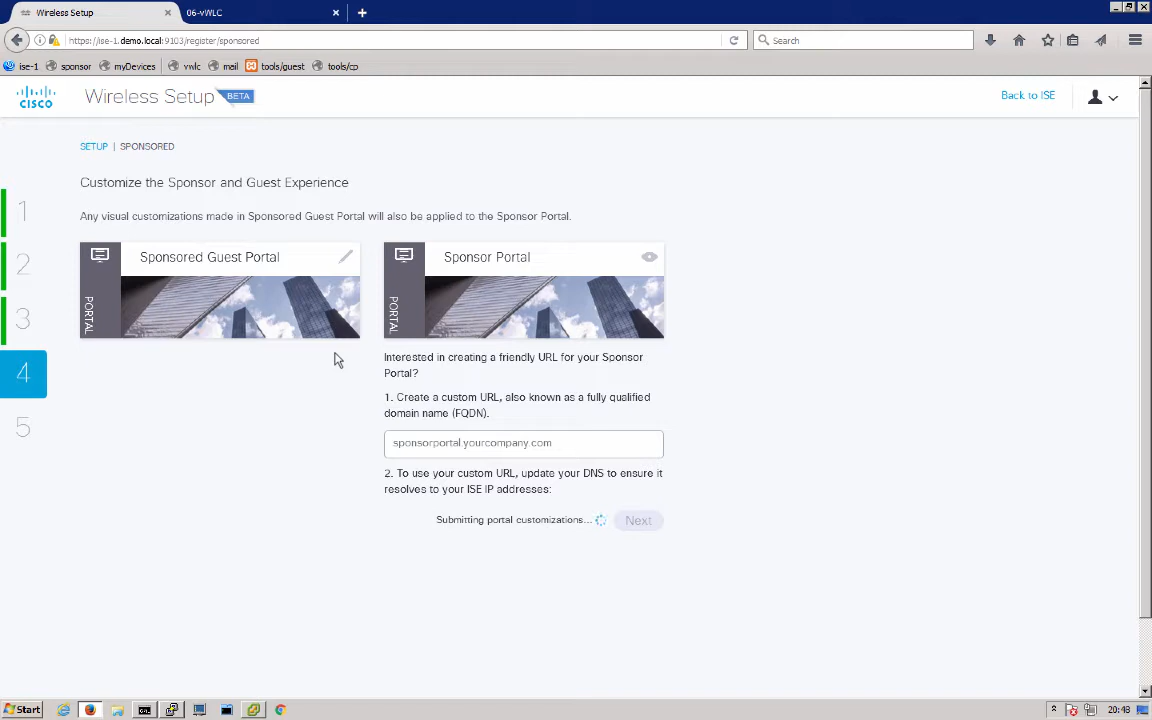 Wireless Setup
06-vWLC
https://ise-1.demo.local:9103/register/sponsored
Search
ise-1
sponsor
myDevices
vwlc
mail
tools/guest
tools/cp
CISCO
Wireless Setup
BETA
Back to ISE
SETUP | SPONSORED
Customize the Sponsor and Guest Experience
Any visual customizations made in Sponsored Guest Portal will also be applied to the Sponsor Portal.
1
2
3
4
5
PORTAL
Sponsored Guest Portal
PORTAL
Sponsor Portal
Interested in creating a friendly URL for your Sponsor
Portal?
1. Create a custom URL, also known as a fully qualified
domain name (FQDN).
sponsorportal.yourcompany.com
2. To use your custom URL, update your DNS to ensure it
resolves to your ISE IP addresses:
Submitting portal customizations...
Next
Start
20:48